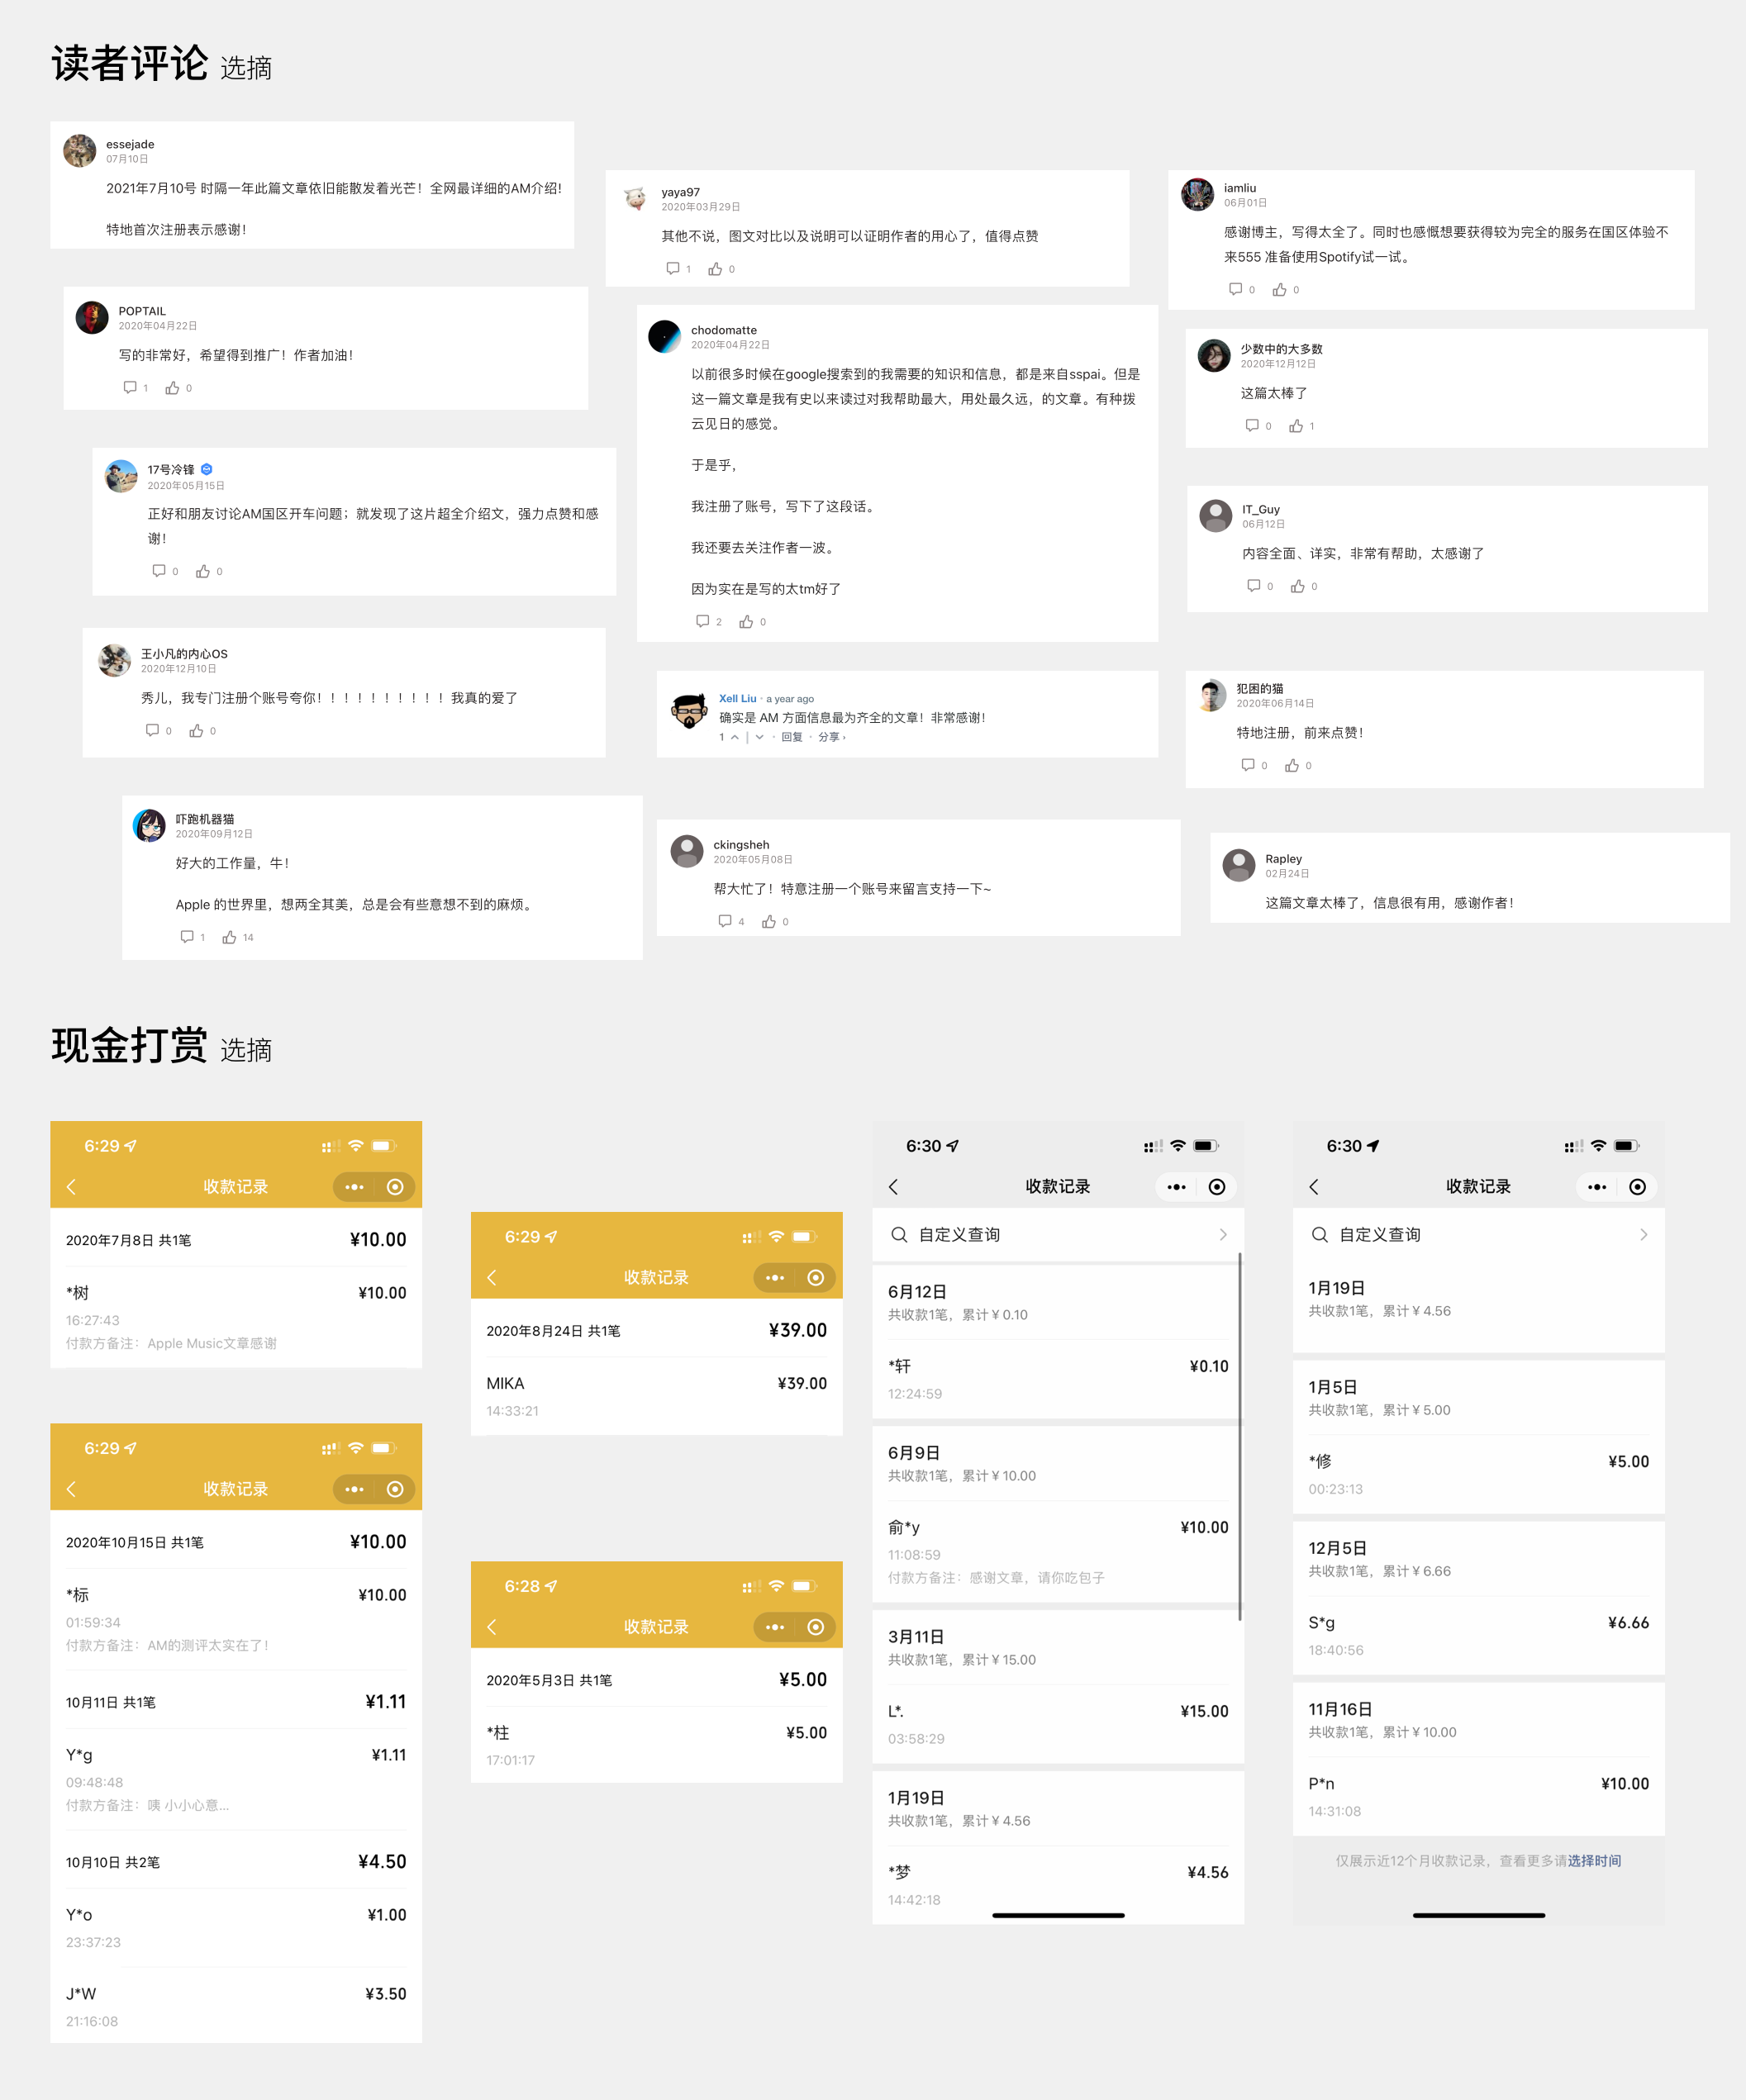 读者评论 选摘
essejade
07月10日
2021年7月10号 时隔一年此篇文章依旧能散发着光芒！全网最详细的AM介绍!
特地首次注册表示感谢！
POPTAIL
2020年04月22日
写的非常好，希望得到推广！作者加油！
1 0
17号冷锋
2020年05月15日
正好和朋友讨论AM国区开车问题；就发现了这片超全介绍文，强力点赞和感
谢！
0 0
王小凡的内心OS
2020年12月10日
秀儿，我专门注册个账号夸你！！！！！！！！！！我真的爱了
0 0
吓跑机器猫
2020年09月12日
好大的工作量，牛！
Apple 的世界里，想两全其美，总是会有些意想不到的麻烦。
1 14
yaya97
2020年03月29日
其他不说，图文对比以及说明可以证明作者的用心了，值得点赞
1 0
chodomatte
2020年04月22日
以前很多时候在google搜索到的我需要的知识和信息，都是来自sspai。但是
这一篇文章是我有史以来读过对我帮助最大，用处最久远，的文章。有种拨
云见日的感觉。
于是乎，
我注册了账号，写下了这段话。
我还要去关注作者一波。
因为实在是写的太tm好了
2 0
Xell Liu · a year ago
确实是 AM 方面信息最为齐全的文章！非常感谢！
1 · 回复 · 分享 ›
ckingsheh
2020年05月08日
帮大忙了！特意注册一个账号来留言支持一下~
4 0
iamliu
06月01日
感谢博主，写得太全了。同时也感慨想要获得较为完全的服务在国区体验不
来555 准备使用Spotify试一试。
0 0
少数中的大多数
2020年12月12日
这篇太棒了
0 1
IT_Guy
06月12日
内容全面、详实，非常有帮助，太感谢了
0 0
犯困的猫
2020年06月14日
特地注册，前来点赞！
0 0
Rapley
02月24日
这篇文章太棒了，信息很有用，感谢作者！
现金打赏 选摘
6:29
收款记录
2020年7月8日 共1笔 ¥10.00
*树 ¥10.00
16:27:43
付款方备注：Apple Music文章感谢
6:29
收款记录
2020年10月15日 共1笔 ¥10.00
*标 ¥10.00
01:59:34
付款方备注：AM的测评太实在了！
10月11日 共1笔 ¥1.11
Y*g ¥1.11
09:48:48
付款方备注：咦 小小心意...
10月10日 共2笔 ¥4.50
Y*o ¥1.00
23:37:23
J*W ¥3.50
21:16:08
6:29
收款记录
2020年8月24日 共1笔 ¥39.00
MIKA ¥39.00
14:33:21
6:28
收款记录
2020年5月3日 共1笔 ¥5.00
*柱 ¥5.00
17:01:17
6:30
收款记录
自定义查询
6月12日
共收款1笔，累计￥0.10
*轩 ¥0.10
12:24:59
6月9日
共收款1笔，累计￥10.00
俞*y ¥10.00
11:08:59
付款方备注：感谢文章，请你吃包子
3月11日
共收款1笔，累计￥15.00
L*. ¥15.00
03:58:29
1月19日
共收款1笔，累计￥4.56
*梦 ¥4.56
14:42:18
6:30
收款记录
自定义查询
1月19日
共收款1笔，累计￥4.56
1月5日
共收款1笔，累计￥5.00
*修 ¥5.00
00:23:13
12月5日
共收款1笔，累计￥6.66
S*g ¥6.66
18:40:56
11月16日
共收款1笔，累计￥10.00
P*n ¥10.00
14:31:08
仅展示近12个月收款记录，查看更多请选择时间